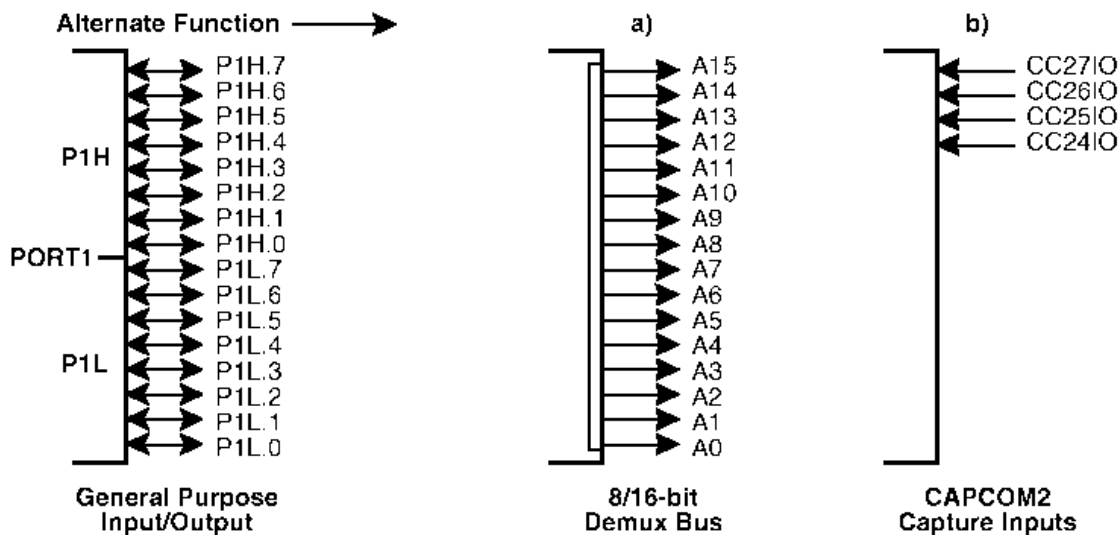 Alternate Function
a)
b)
P1H.7
P1H.6
P1H.5
P1H.4
P1H.3
P1H.2
P1H.1
P1H.0
P1L.7
P1L.6
P1L.5
P1L.4
P1L.3
P1L.2
P1L.1
P1L.0
P1H
PORT1
P1L
General Purpose
Input/Output
A15
A14
A13
A12
A11
A10
A9
A8
A7
A6
A5
A4
A3
A2
A1
A0
8/16-bit
Demux Bus
CC27IO
CC26IO
CC25IO
CC24IO
CAPCOM2
Capture Inputs